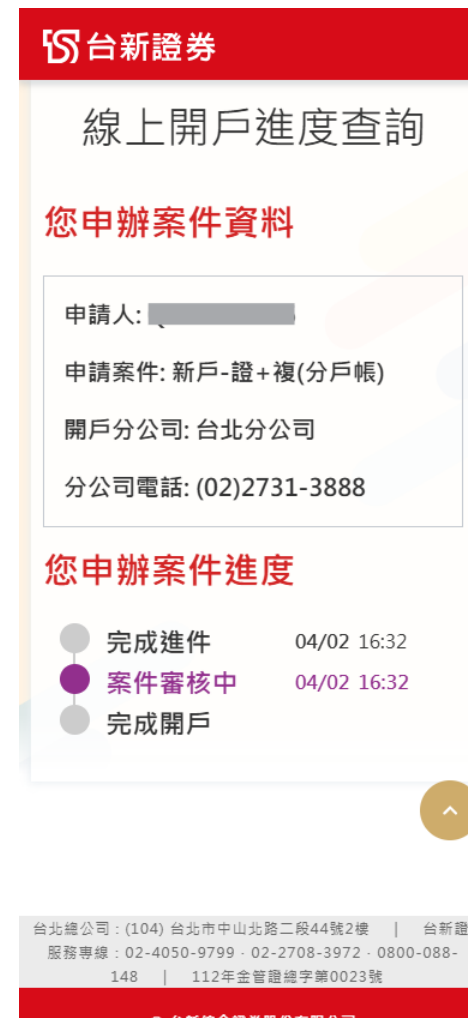 台新證券
線上開戶進度查詢
您申辦案件資料
申請人:
申請案件: 新戶-證+複(分戶帳)
開戶分公司: 台北分公司
分公司電話: (02)2731-3888
您申辦案件進度
完成進件 04/02 16:32
案件審核中 04/02 16:32
完成開戶
台北總公司：(104) 台北市中山北路二段44號2樓 | 台新證
服務專線：02-4050-9799．02-2708-3972．0800-088-
148 | 112年金管證總字第0023號